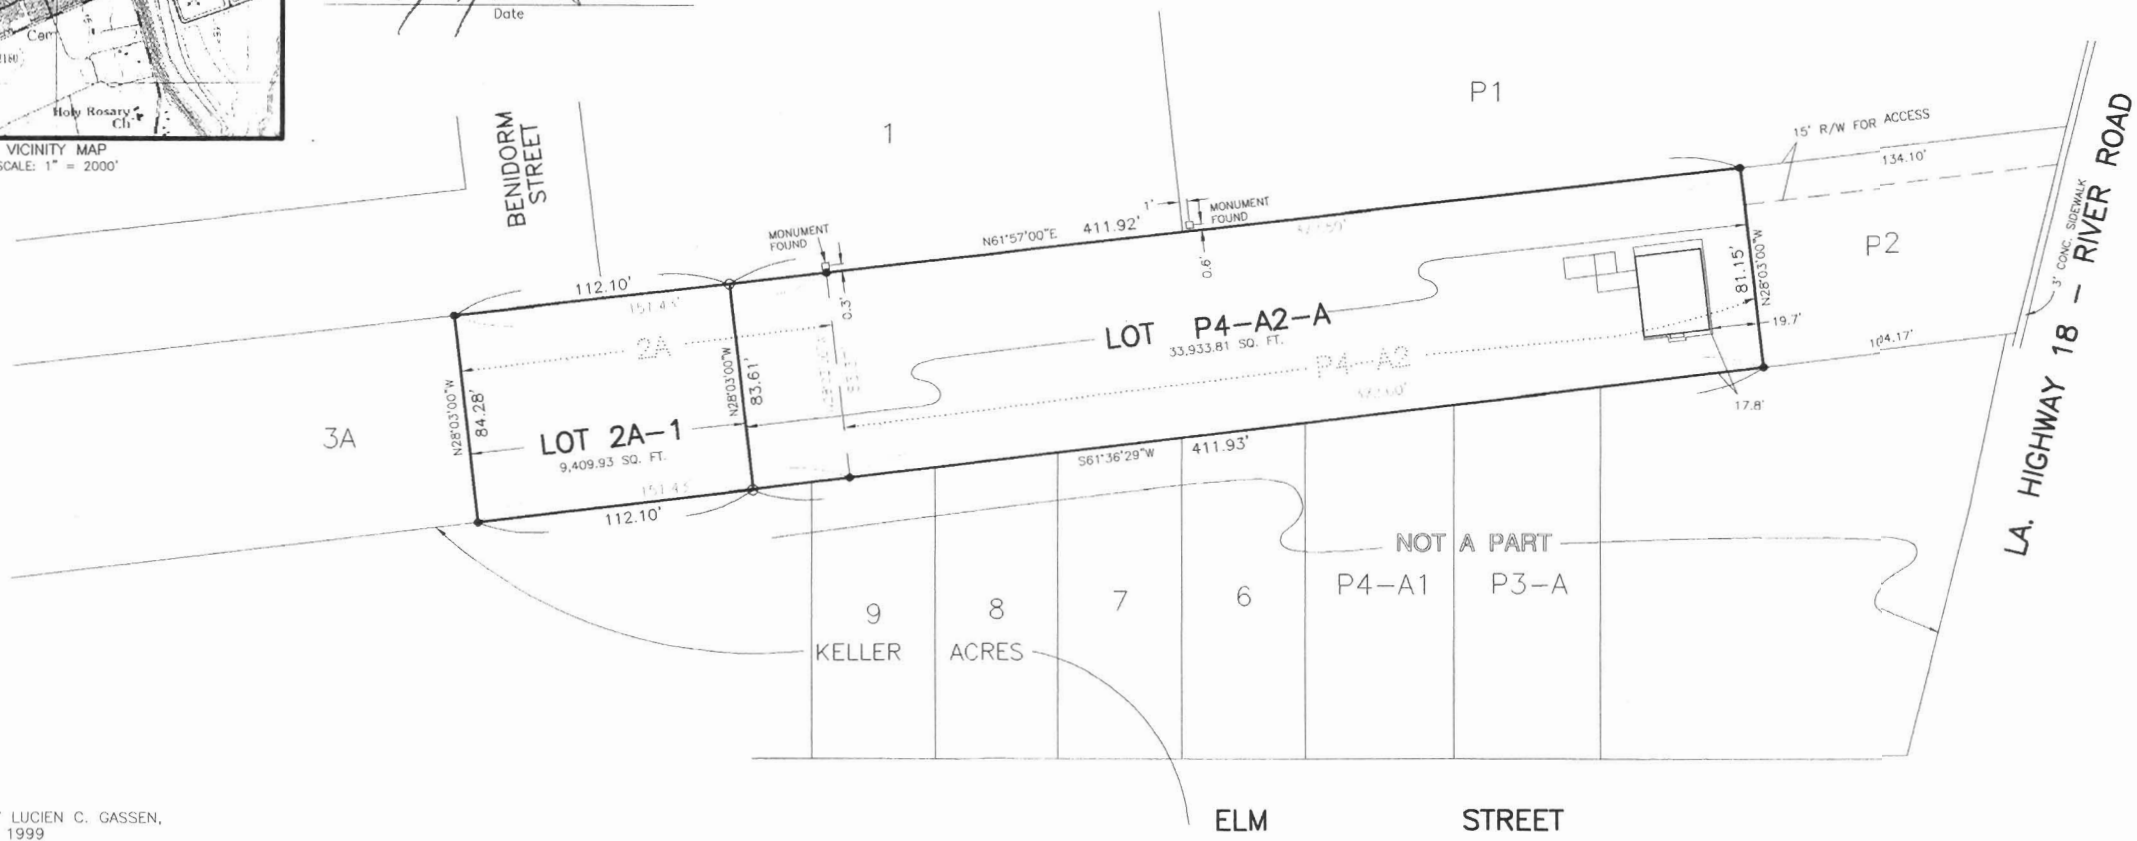 Date
Cem
Holy Rosary
Ch
VICINITY MAP
SCALE: 1" = 2000'
BENIDORM
STREET
1
P1
15' R/W FOR ACCESS
134.10'
MONUMENT
FOUND
N61°57'00"E 411.92'
1'
MONUMENT
FOUND
0.6'
0.3'
112.10'
151.43'
2A
N28°03'00"W
84.28'
LOT 2A-1
9,409.93 SQ. FT.
N28°03'00"W
83.61'
151.43'
112.10'
3A
LOT P4-A2-A
33,933.81 SQ. FT.
P4-A2
81.15'
N28°03'00"W
19.7'
17.8'
P2
3' CONC. SIDEWALK
LA. HIGHWAY 18 - RIVER ROAD
S61°36'29"W 411.93'
NOT A PART
9
8
7
6
P4-A1
P3-A
KELLER ACRES
ELM STREET
LUCIEN C. GASSEN,
1999